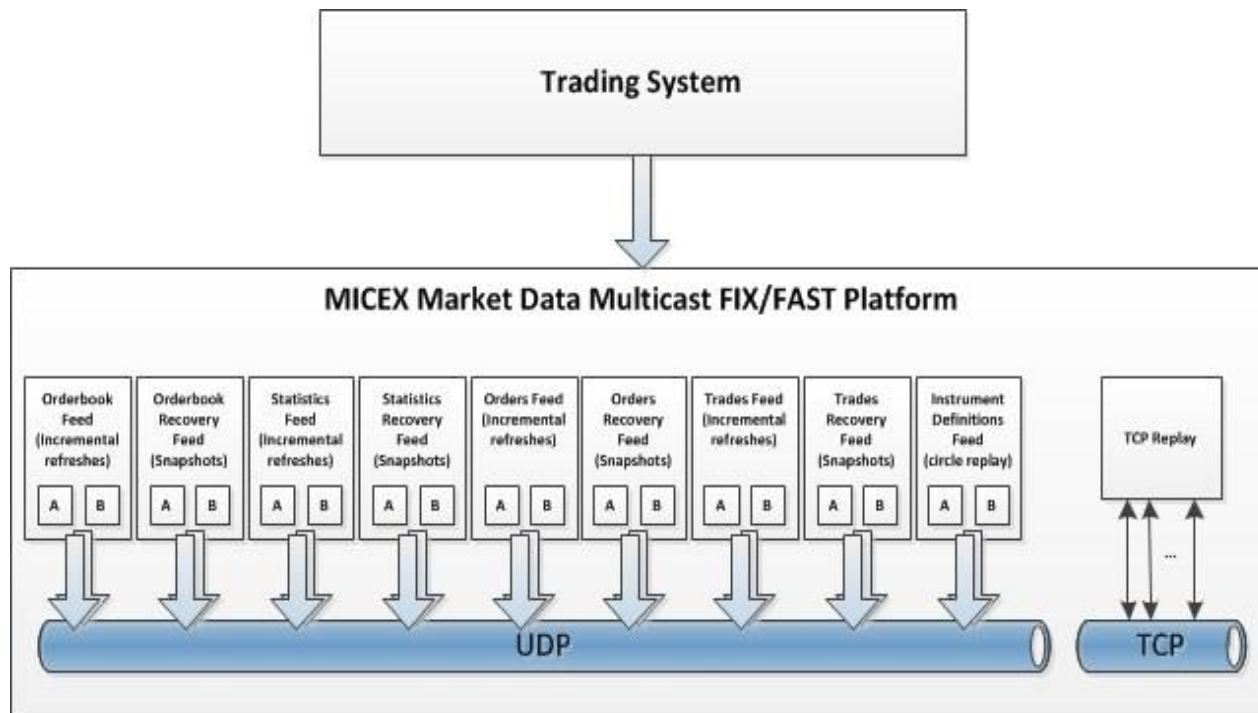 Trading System
MICEX Market Data Multicast FIX/FAST Platform
Orderbook
Feed
(Incremental
refreshes)
A B
Orderbook
Recovery
Feed
(Snapshots)
A B
Statistics
Feed
(Incremental
refreshes)
A B
Statistics
Recovery
Feed
(Snapshots)
A B
Orders Feed
(Incremental
refreshes)
A B
Orders
Recovery
Feed
(Snapshots)
A B
Trades Feed
(Incremental
refreshes)
A B
Trades
Recovery
Feed
(Snapshots)
A B
Instrument
Definitions
Feed
(circle replay)
A B
TCP Replay
...
UDP
TCP